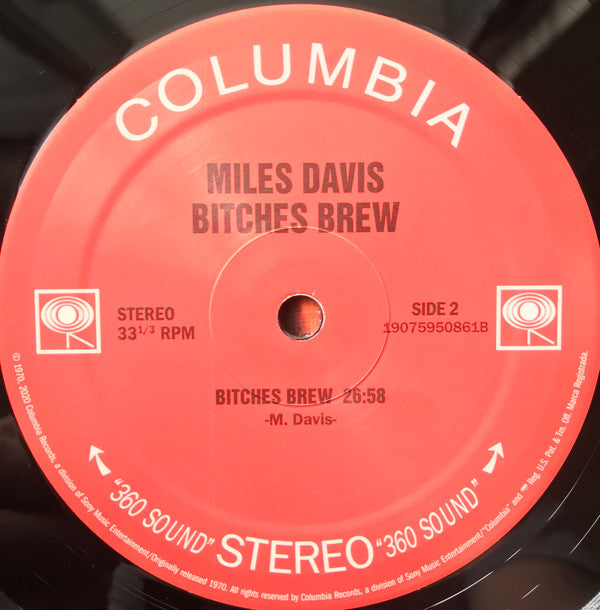 COLUMBIA
MILES DAVIS
BITCHES BREW
STEREO
33 1/3 RPM
SIDE 2
19075950861B
BITCHES BREW 26:58
-M. Davis-
"360 SOUND" STEREO "360 SOUND"
© 1970, 2020 Columbia Records, a division of Sony Music Entertainment/Originally released 1970. All rights reserved by Columbia Records, a division of Sony Music Entertainment/"Columbia" and Reg. U.S. Pat. & Tm. Off. Marca Registrada.